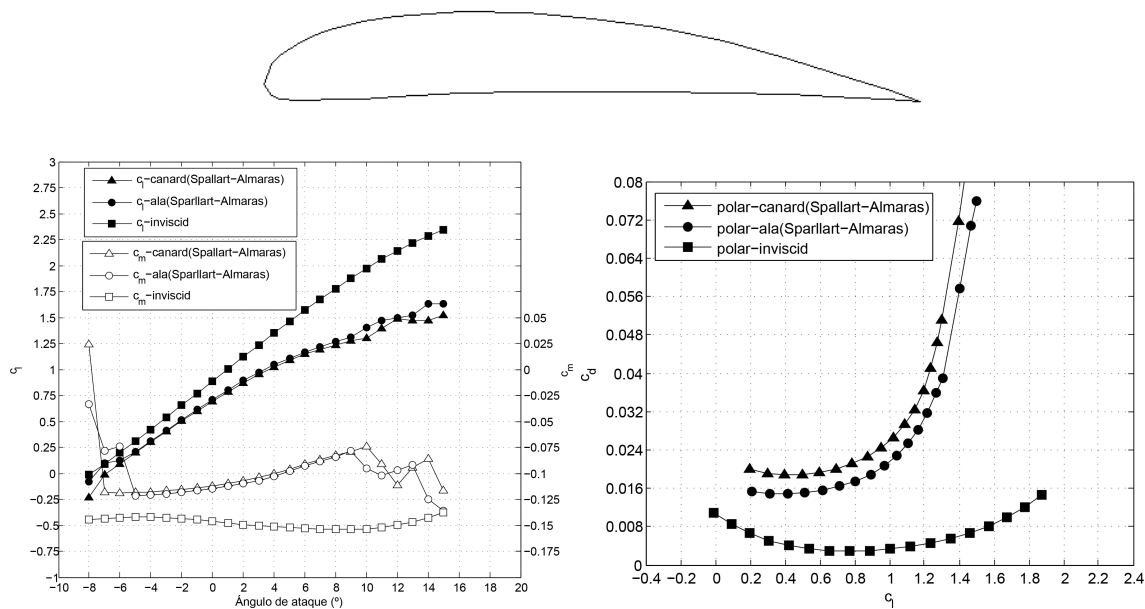 3
2.75
2.5
2.25
2
1.75
1.5
1.25
1
0.75
0.5
0.25
0
−0.25
−0.5
−0.75
−1
c_l
c_l−canard(Spallart−Almaras)
c_l−ala(Sparllart−Almaras)
c_l−inviscid
c_m−canard(Spallart−Almaras)
c_m−ala(Sparllart−Almaras)
c_m−inviscid
0.05
0.025
0
−0.025
−0.05
−0.075
−0.1
−0.125
−0.15
−0.175
c_m
−10 −8 −6 −4 −2 0 2 4 6 8 10 12 14 16 18 20
Ángulo de ataque (º)
0.08
0.072
0.064
0.056
0.048
0.04
0.032
0.024
0.016
0.008
0
c_d
polar−canard(Spallart−Almaras)
polar−ala(Sparllart−Almaras)
polar−inviscid
−0.4 −0.2 0 0.2 0.4 0.6 0.8 1 1.2 1.4 1.6 1.8 2 2.2 2.4
c_l